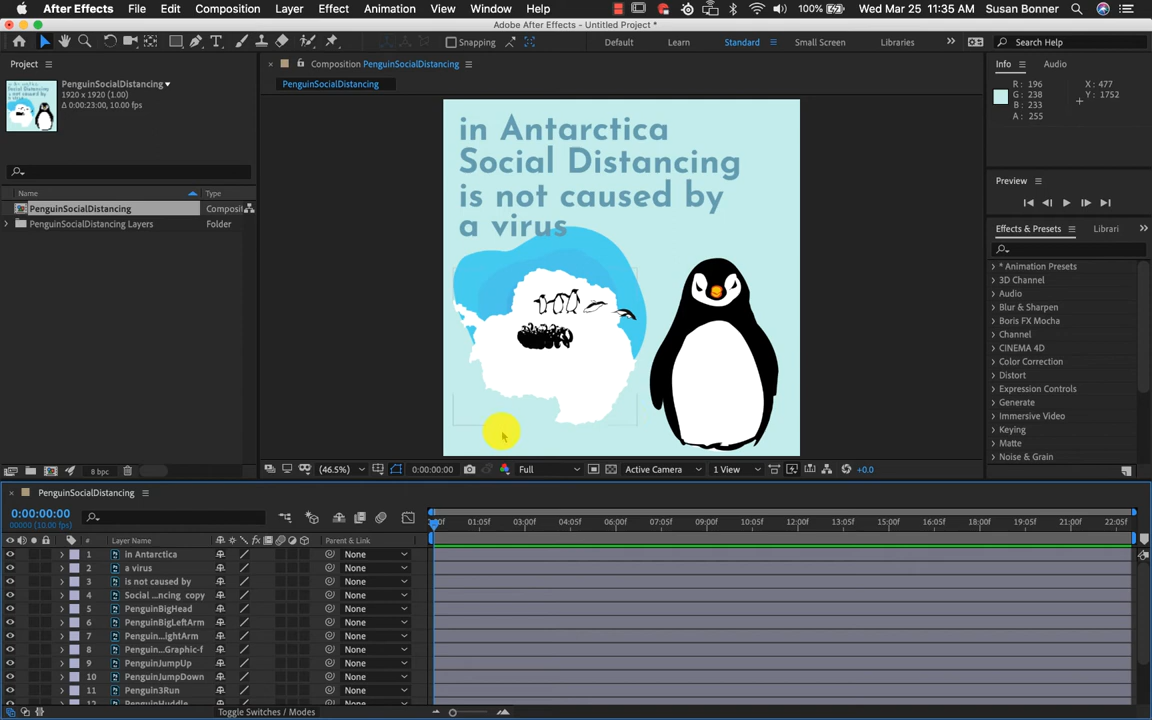 After Effects File Edit Composition Layer Effect Animation View Window Help 100% Wed Mar 25 11:35 AM Susan Bonner
Adobe After Effects - Untitled Project *
Snapping Default Learn Standard Small Screen Libraries Search Help
Project
Composition PenguinSocialDistancing
Info Audio
PenguinSocialDistancing
1920 x 1920 (1.00)
Δ 0:00:23:00, 10.00 fps)
PenguinSocialDistancing
R : 196
G : 238
B : 233
A : 255
X : 477
Y : 1752
in Antarctica
Social Distancing
is not caused by
a virus
Name Type
PenguinSocialDistancing Composit
PenguinSocialDistancing Layers Folder
Preview
Effects & Presets Librari
* Animation Presets
3D Channel
Audio
Blur & Sharpen
Boris FX Mocha
Channel
CINEMA 4D
Color Correction
Distort
Expression Controls
Generate
Immersive Video
Keying
Matte
Noise & Grain
8 bpc
(46.5%) 0:00:00:00 Full Active Camera 1 View +0.0
PenguinSocialDistancing
0:00:00:00
00000 (10.00 fps)
01:05f 03:00f 04:05f 06:00f 07:05f 09:00f 10:05f 12:00f 13:05f 15:00f 16:05f 18:00f 19:05f 21:00f 22:05f
# Layer Name Parent & Link
1 in Antarctica None
2 a virus None
3 is not caused by None
4 Social ...ncing copy None
5 PenguinBigHead None
6 PenguinBigLeftArm None
7 Penguin...ightArm None
8 Penguin...Graphic-f None
9 PenguinJumpUp None
10 PenguinJumpDown None
11 Penguin3Run None
12 PenguinHuddle None
Toggle Switches / Modes